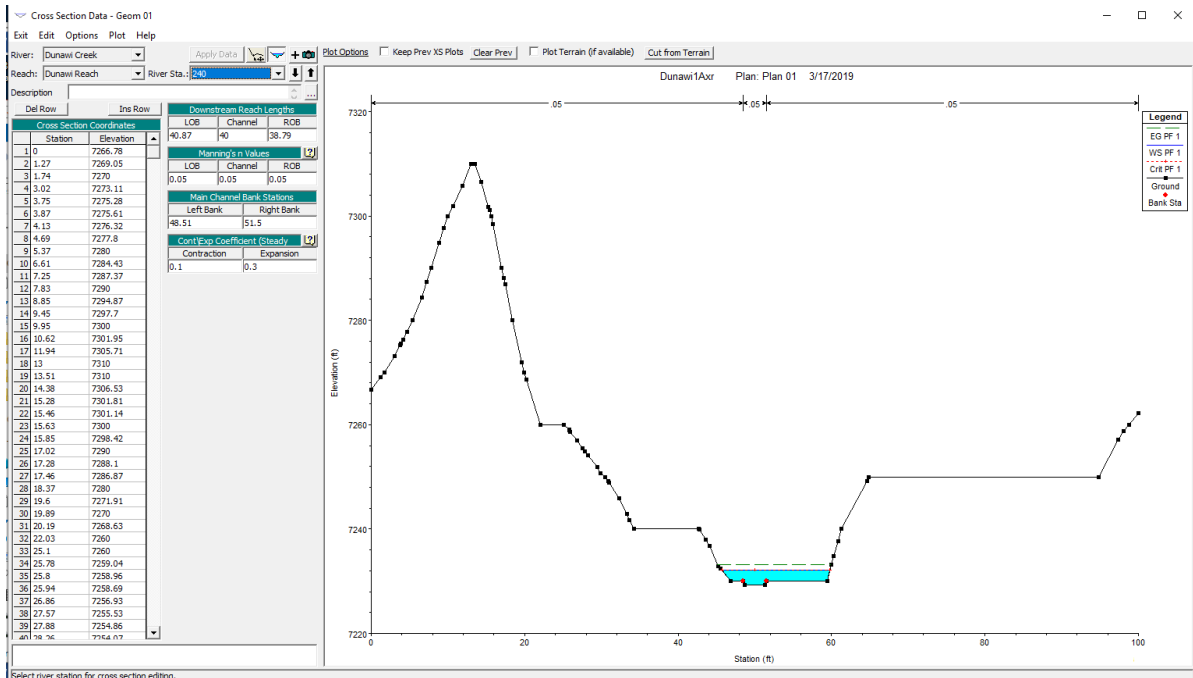 Cross Section Data - Geom 01
Exit Edit Options Plot Help
River: Dunawi Creek
Apply Data
Plot Options Keep Prev XS Plots Clear Prev Plot Terrain (if available) Cut from Terrain
Reach: Dunawi Reach River Sta.: 240
Description
...
Del Row Ins Row
Cross Section Coordinates
Station Elevation
1 0 7266.78
2 1.27 7269.05
3 1.74 7270
4 3.02 7273.11
5 3.75 7275.28
6 3.87 7275.61
7 4.13 7276.32
8 4.69 7277.8
9 5.37 7280
10 6.61 7284.43
11 7.25 7287.37
12 7.83 7290
13 8.85 7294.87
14 9.45 7297.7
15 9.95 7300
16 10.62 7301.95
17 11.94 7305.71
18 13 7310
19 13.51 7310
20 14.38 7306.53
21 15.28 7301.81
22 15.46 7301.14
23 15.63 7300
24 15.85 7298.42
25 17.02 7290
26 17.28 7288.1
27 17.46 7286.87
28 18.37 7280
29 19.6 7271.91
30 19.89 7270
31 20.19 7268.63
32 22.03 7260
33 25.1 7260
34 25.78 7259.04
35 25.8 7258.96
36 25.94 7258.69
37 26.86 7256.93
38 27.57 7255.53
39 27.88 7254.86
40 28.26 7254.07
Downstream Reach Lengths
LOB Channel ROB
40.87 40 38.79
Manning's n Values
LOB Channel ROB
0.05 0.05 0.05
Main Channel Bank Stations
Left Bank Right Bank
48.51 51.5
Cont\Exp Coefficient (Steady
Contraction Expansion
0.1 0.3
Dunawi1Axr Plan: Plan 01 3/17/2019
.05 .05 .05
7320
7300
7280
7260
7240
7220
Elevation (ft)
0 20 40 60 80 100
Station (ft)
Legend
EG PF 1
WS PF 1
Crit PF 1
Ground
Bank Sta
Select river station for cross section editing.